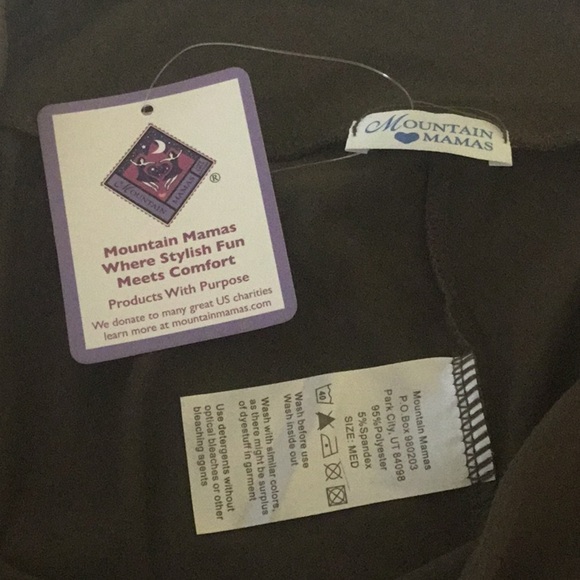 MOUNTAIN
MAMAS
MOUNTAIN
MAMAS
®
Mountain Mamas
Where Stylish Fun
Meets Comfort
Products With Purpose
We donate to many great US charities
learn more at mountainmamas.com
Mountain Mamas
P.O.Box 980203
Park City, UT 84098
95%Polyester
5%Spandex
SIZE: MED
40
Wash before use
Wash inside out
Wash with similar colors,
as there might be surplus
of dyestuff in garment
Use detergents without
optical bleaches or other
bleaching agents